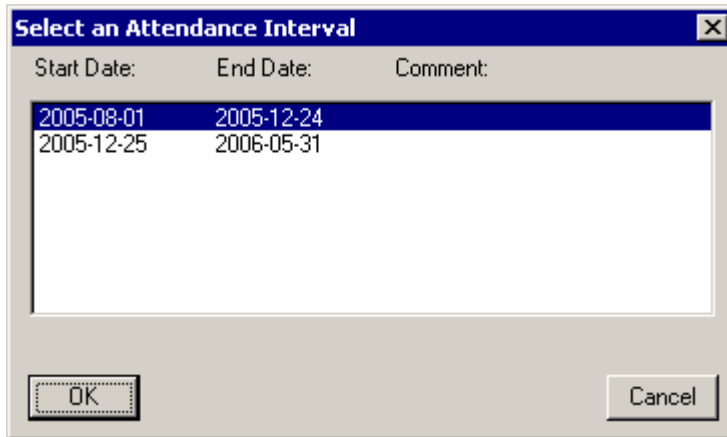 Select an Attendance Interval
Start Date: End Date: Comment:
2005-08-01 2005-12-24
2005-12-25 2006-05-31
OK Cancel